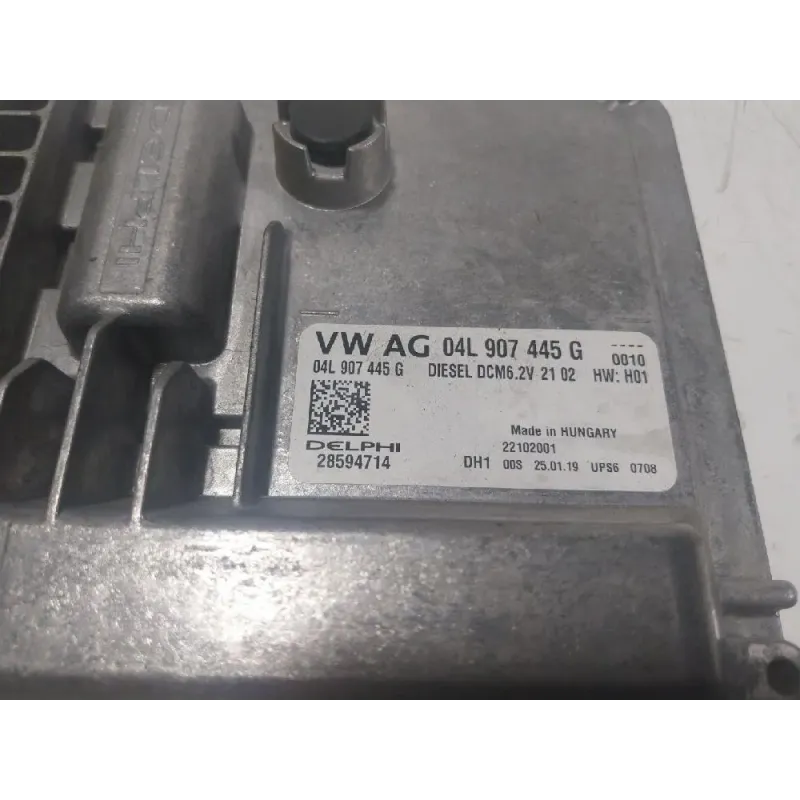 DELPHI
VW AG 04L 907 445 G ---- 0010
04L 907 445 G DIESEL DCM6.2V 21 02 HW: H01
Made in HUNGARY
DELPHI 22102001
28594714 DH1 00S 25.01.19 UPS6 0708